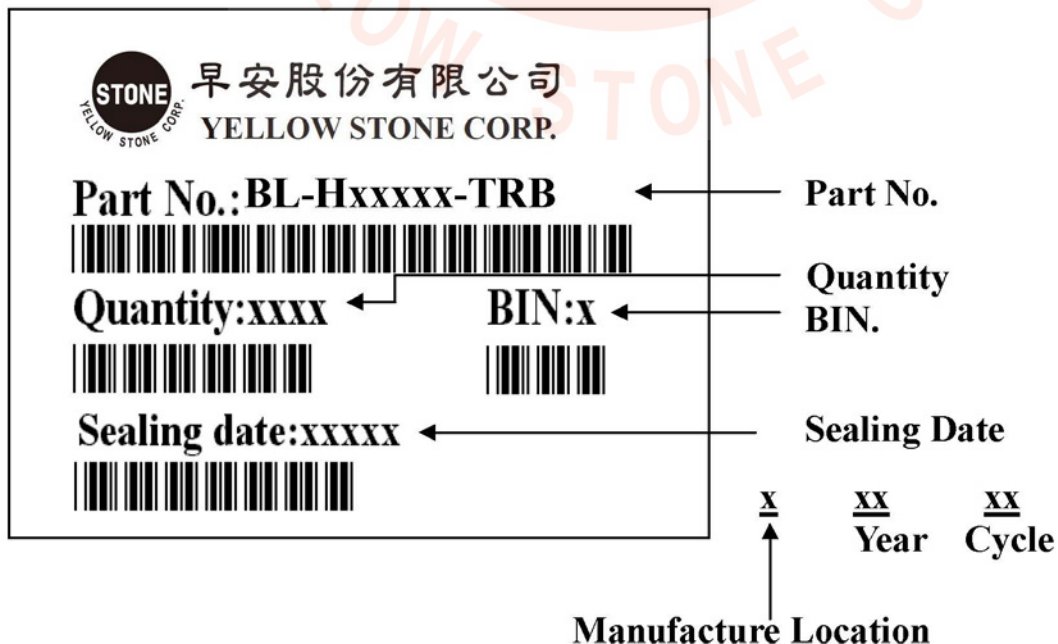 YELLOW STONE
STONE
YELLOW STONE CORP.
早安股份有限公司
YELLOW STONE CORP.
Part No.:BL-Hxxxxx-TRB
Part No.
Quantity:xxxx
BIN:x
Quantity
BIN.
Sealing date:xxxxx
Sealing Date
x xx xx
Year Cycle
Manufacture Location